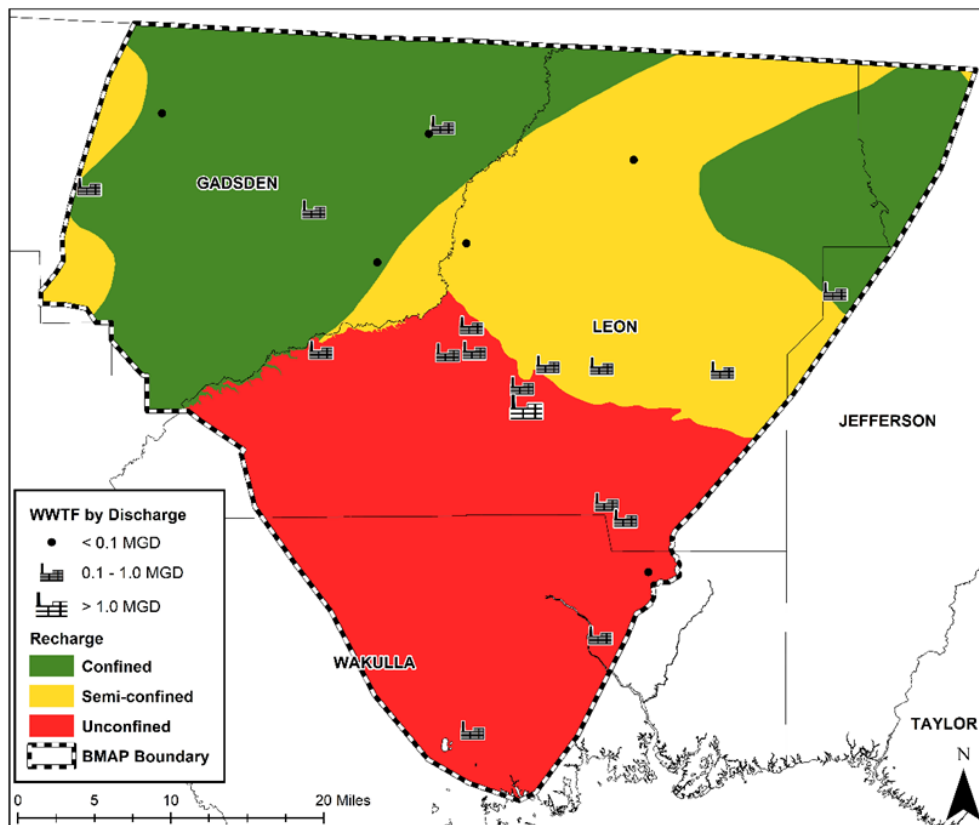 GADSDEN
LEON
JEFFERSON
WAKULLA
TAYLOR
WWTF by Discharge
< 0.1 MGD
0.1 - 1.0 MGD
> 1.0 MGD
Recharge
Confined
Semi-confined
Unconfined
BMAP Boundary
N
0 5 10 20 Miles